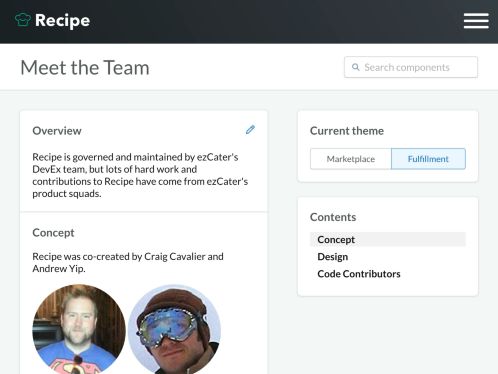 Recipe
Meet the Team
Search components
Overview
Recipe is governed and maintained by ezCater's
DevEx team, but lots of hard work and
contributions to Recipe have come from ezCater's
product squads.
Concept
Recipe was co-created by Craig Cavalier and
Andrew Yip.
Current theme
Marketplace
Fulfillment
Contents
Concept
Design
Code Contributors